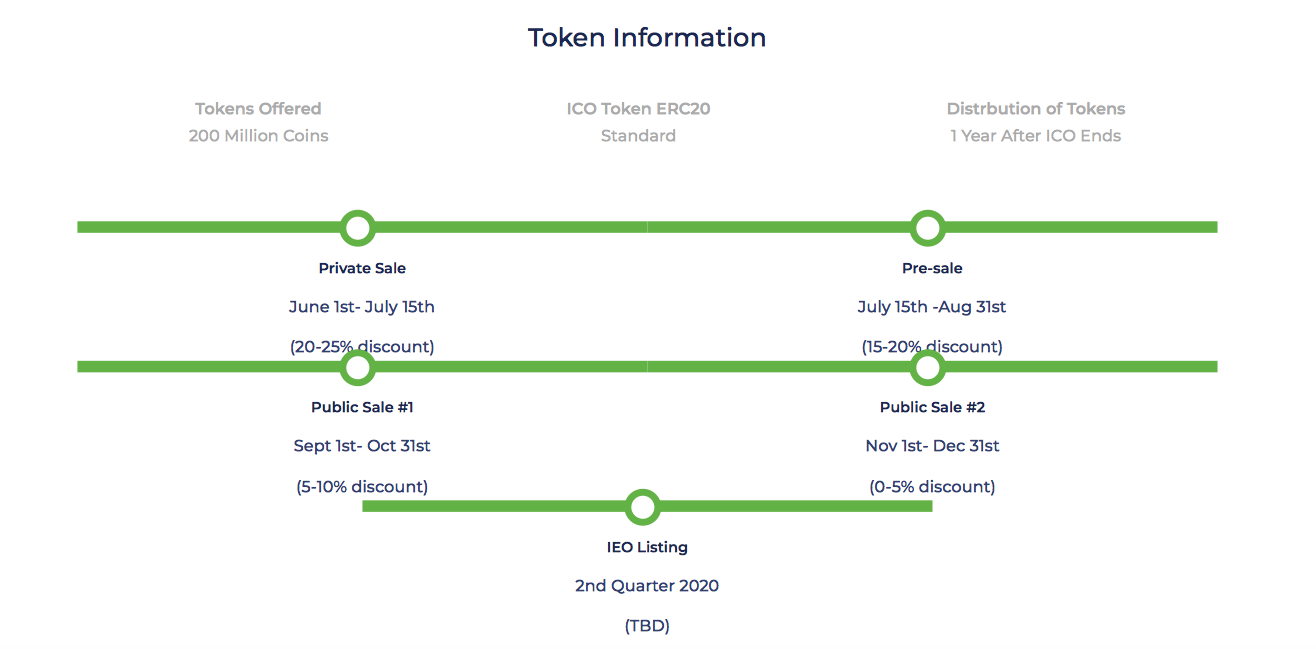 Token Information
Tokens Offered
200 Million Coins
ICO Token ERC20
Standard
Distrbution of Tokens
1 Year After ICO Ends
Private Sale
June 1st- July 15th
(20-25% discount)
Pre-sale
July 15th -Aug 31st
(15-20% discount)
Public Sale #1
Sept 1st- Oct 31st
(5-10% discount)
Public Sale #2
Nov 1st- Dec 31st
(0-5% discount)
IEO Listing
2nd Quarter 2020
(TBD)